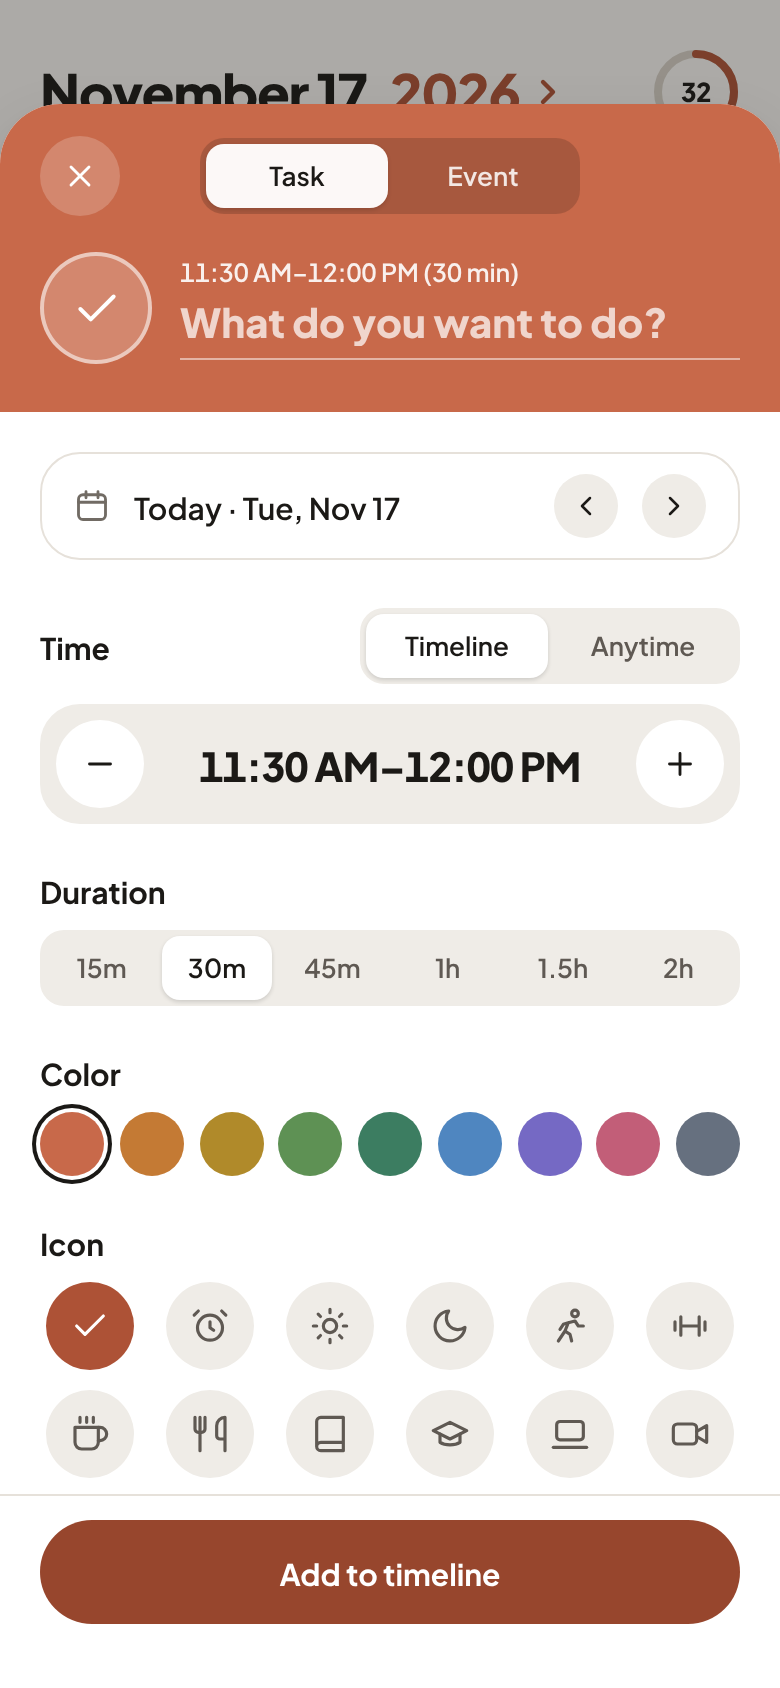 November 17 2026
32
Task
Event
11:30 AM–12:00 PM (30 min)
What do you want to do?
Today · Tue, Nov 17
Time
Timeline
Anytime
11:30 AM–12:00 PM
Duration
15m
30m
45m
1h
1.5h
2h
Color
Icon
Add to timeline